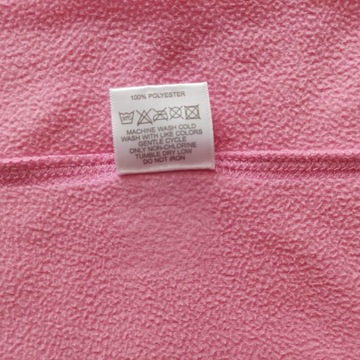 100% POLYESTER
MACHINE WASH COLD
WASH WITH LIKE COLORS
GENTLE CYCLE
ONLY NON-CHLORINE
TUMBLE DRY LOW
DO NOT IRON